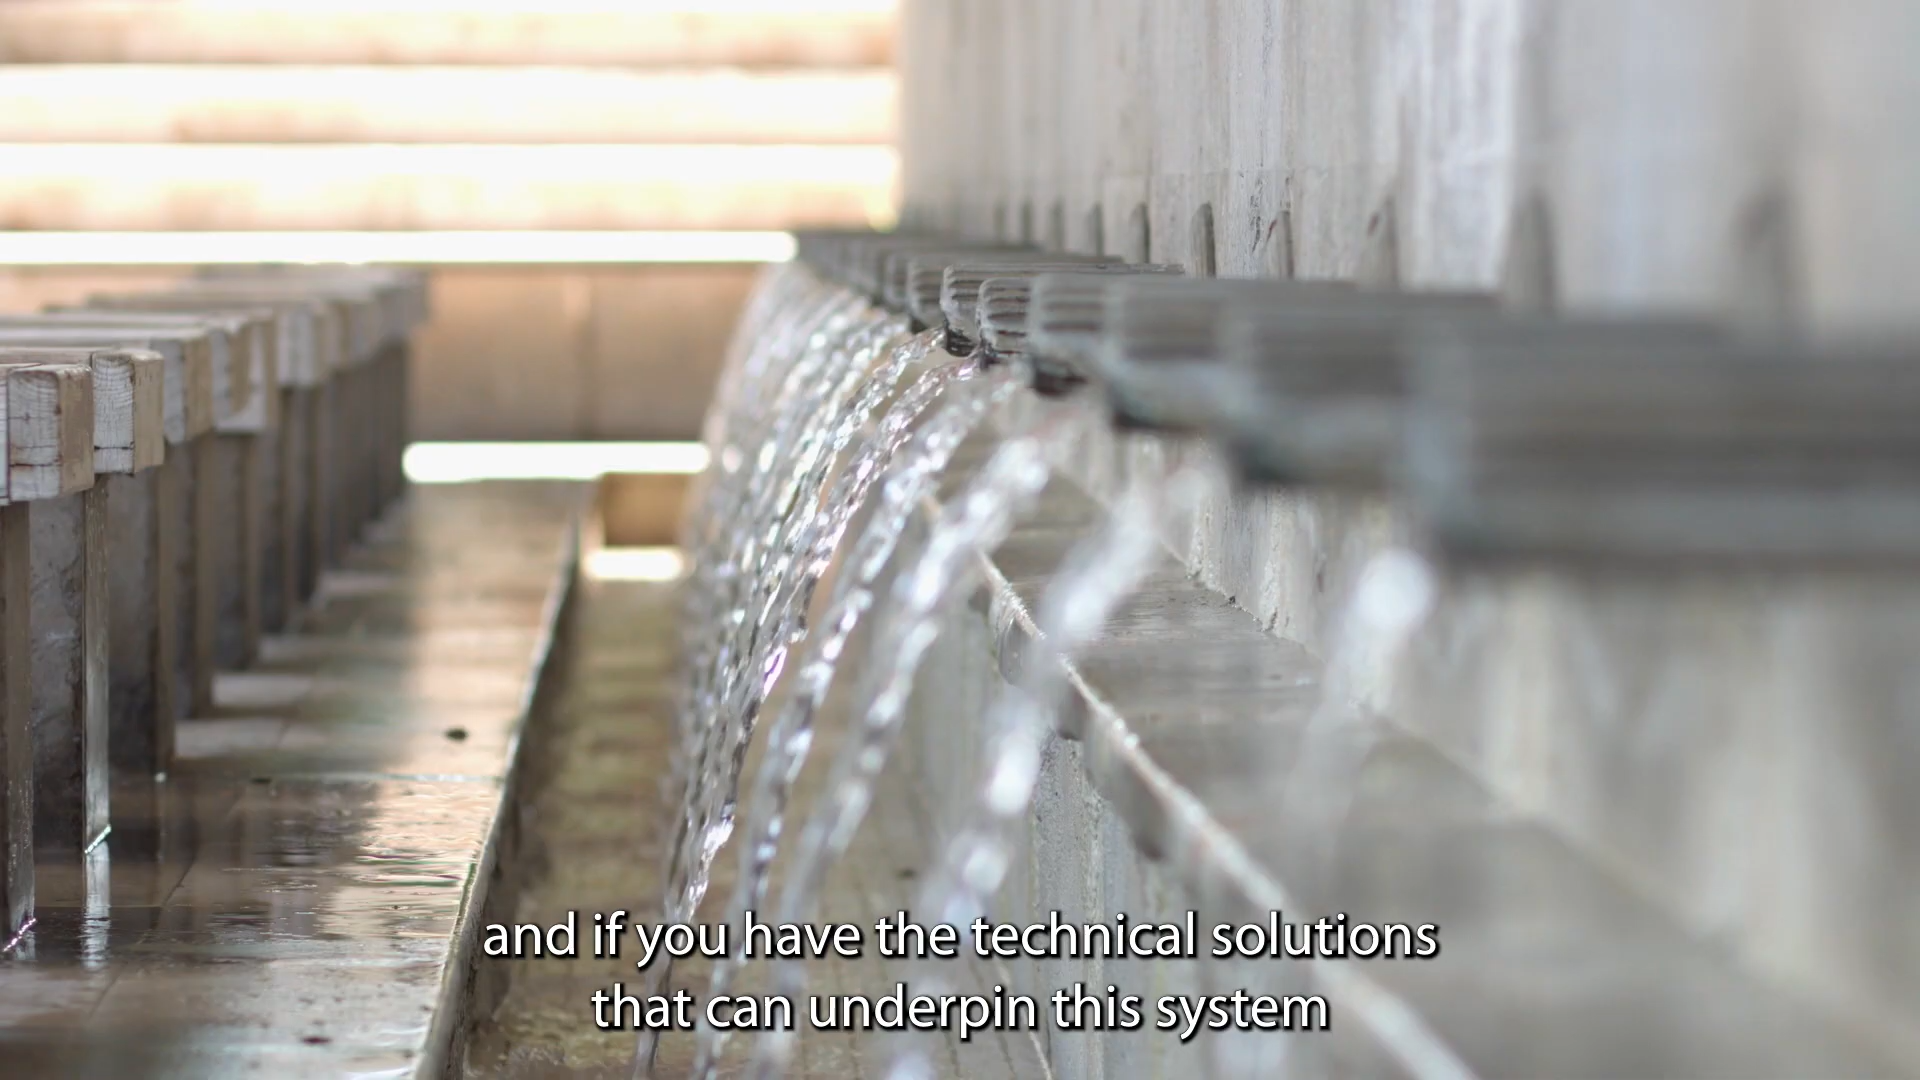 and if you have the technical solutions
that can underpin this system